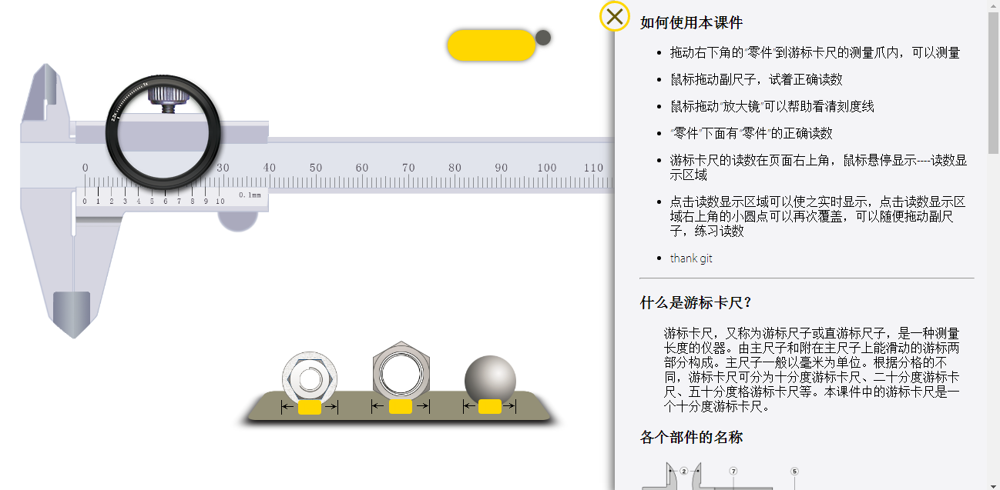 如何使用本课件
拖动右下角的“零件”到游标卡尺的测量爪内，可以测量
鼠标拖动副尺子，试着正确读数
鼠标拖动“放大镜”可以帮助看清刻度线
“零件”下面有“零件”的正确读数
游标卡尺的读数在页面右上角，鼠标悬停显示----读数显
示区域
点击读数显示区域可以使之实时显示，点击读数显示区
域右上角的小圆点可以再次覆盖，可以随便拖动副尺
子，练习读数
thank git
什么是游标卡尺？
游标卡尺，又称为游标尺子或直游标尺子，是一种测量
长度的仪器。由主尺子和附在主尺子上能滑动的游标两
部分构成。主尺子一般以毫米为单位。根据分格的不
同，游标卡尺可分为十分度游标卡尺、二十分度游标卡
尺、五十分度格游标卡尺等。本课件中的游标卡尺是一
个十分度游标卡尺。
各个部件的名称
2 7 5
0 30 40 50 60 70 80 90 100 110
0 1 2 3 4 5 6 7 8 9 10 0.1mm